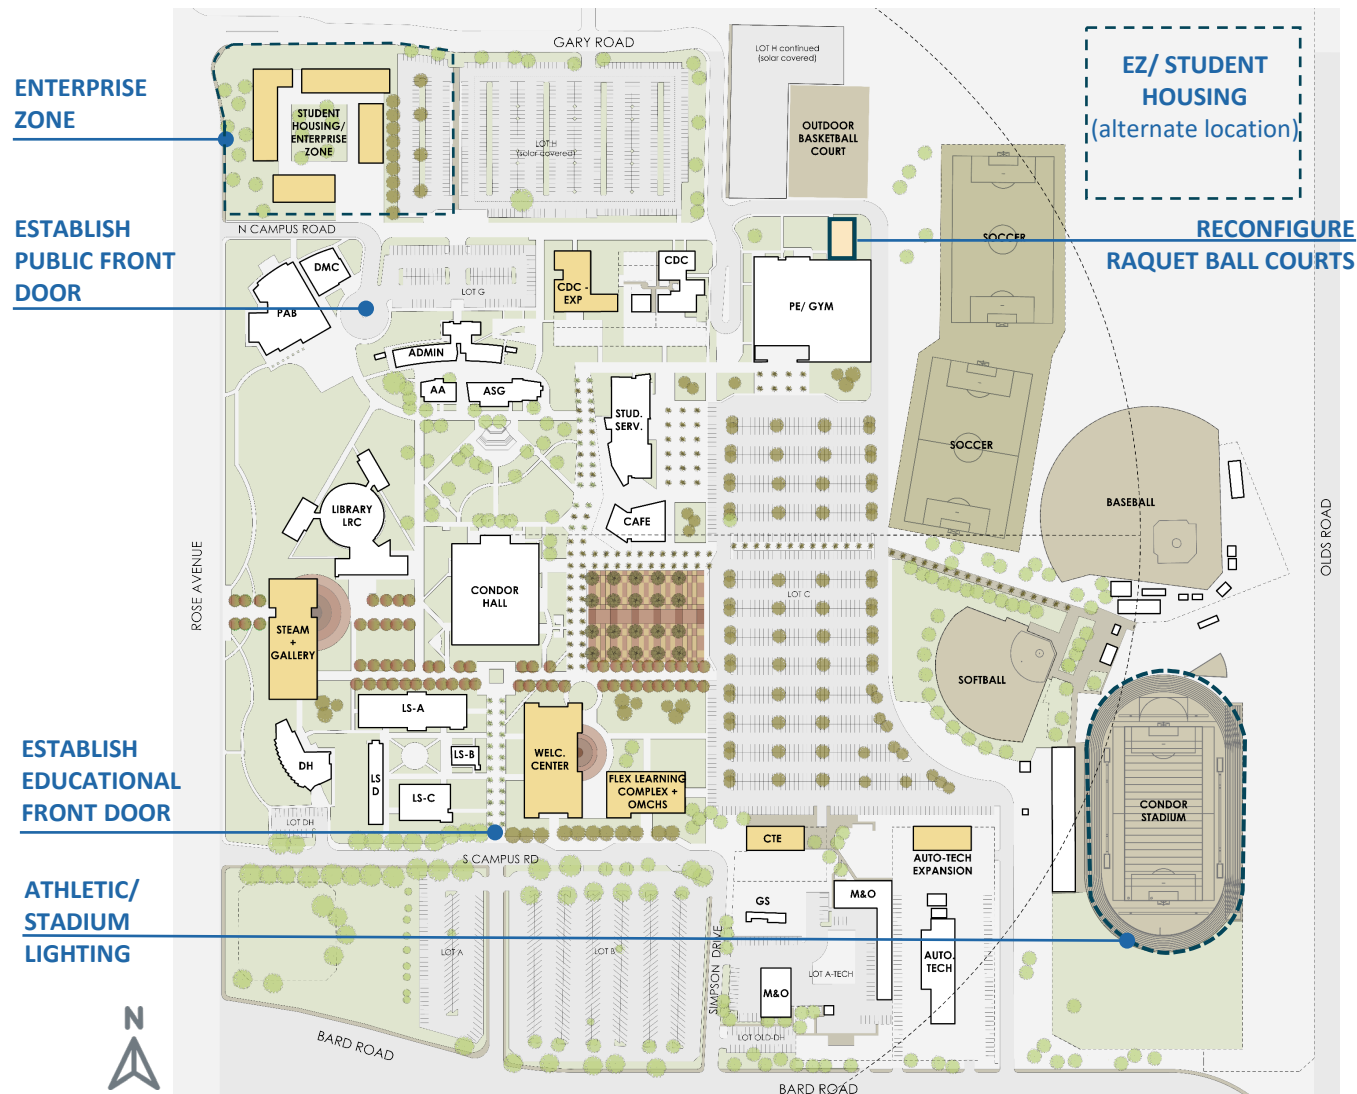 GARY ROAD
LOT H continued
(solar covered)
EZ/ STUDENT
HOUSING
(alternate location)
ENTERPRISE
ZONE
STUDENT
HOUSING/
ENTERPRISE
ZONE
LOT H
(solar covered)
OUTDOOR
BASKETBALL
COURT
ESTABLISH
PUBLIC FRONT
DOOR
N CAMPUS ROAD
DMC
PAB
LOT G
CDC -
EXP
CDC
PE/ GYM
SOCCER
RECONFIGURE
RAQUET BALL COURTS
ADMIN
AA
ASG
STUD.
SERV.
SOCCER
LIBRARY
LRC
CAFE
BASEBALL
ROSE AVENUE
OLDS ROAD
CONDOR
HALL
LOT C
STEAM
+
GALLERY
SOFTBALL
LS-A
DH
LS
D
LS-B
LS-C
WELC.
CENTER
FLEX LEARNING
COMPLEX +
OMCHS
CONDOR
STADIUM
ESTABLISH
EDUCATIONAL
FRONT DOOR
LOT DH
S CAMPUS RD
CTE
AUTO-TECH
EXPANSION
ATHLETIC/
STADIUM
LIGHTING
GS
M&O
LOT A
LOT B
SIMPSON DRIVE
LOT A-TECH
AUTO.
TECH
M&O
LOT OLD-DH
N
BARD ROAD
BARD ROAD